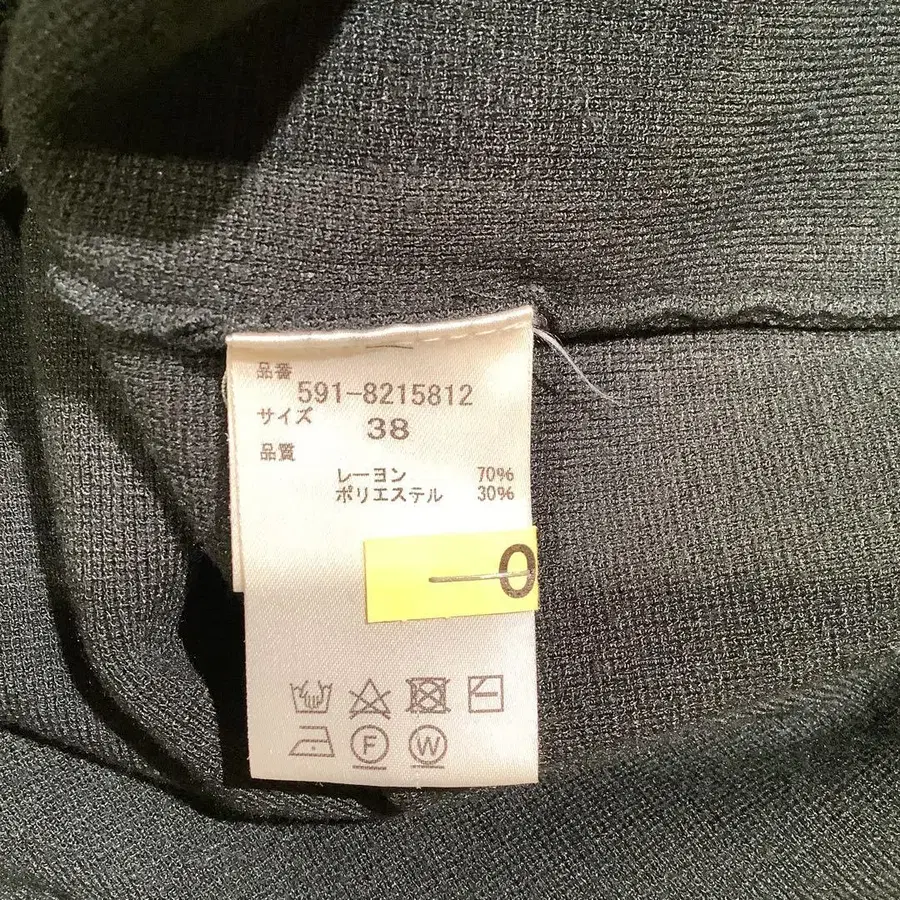 品番
591-8215812
サイズ
38
品質
レーヨン 70%
ポリエステル 30%
0
F
W